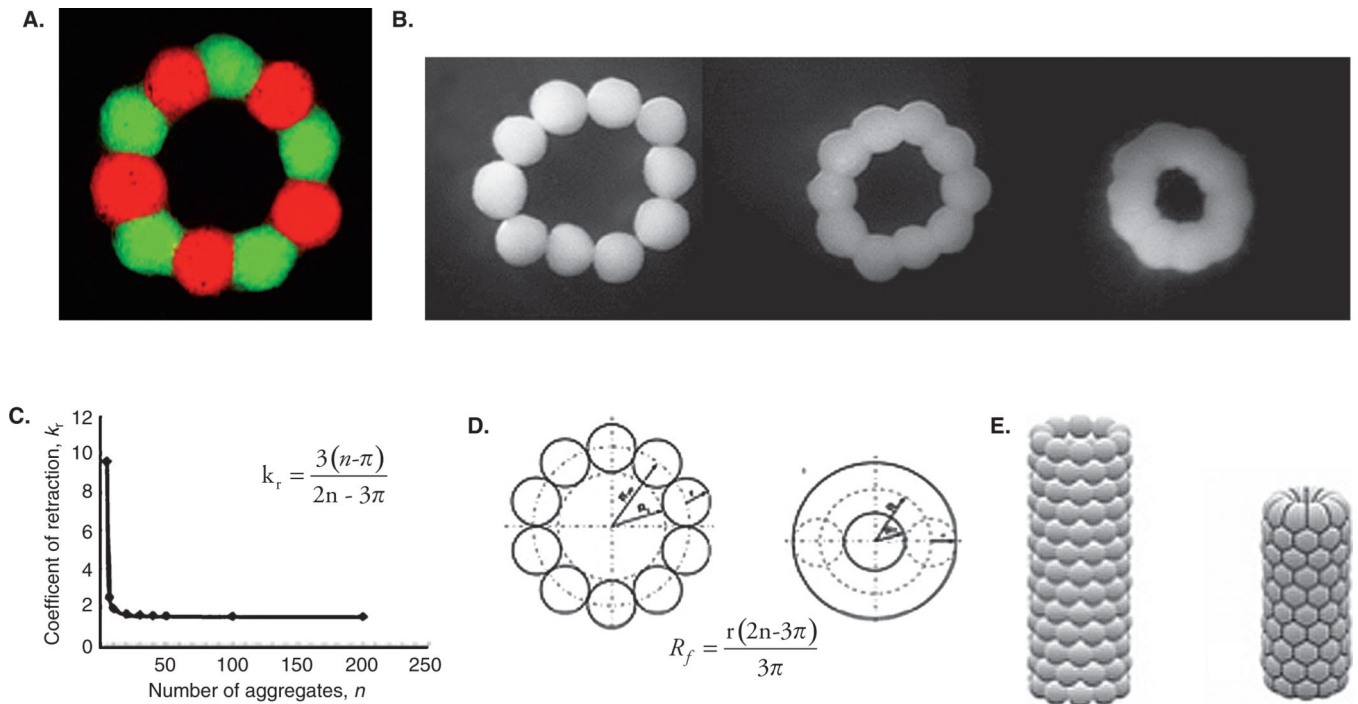 A.
B.
C.
12
10
8
6
4
2
0
50
100
150
200
250
Coefficent of retraction, kr
Number of aggregates, n
kr = 3(n-π) / 2n - 3π
D.
Rf = r(2n-3π) / 3π
E.